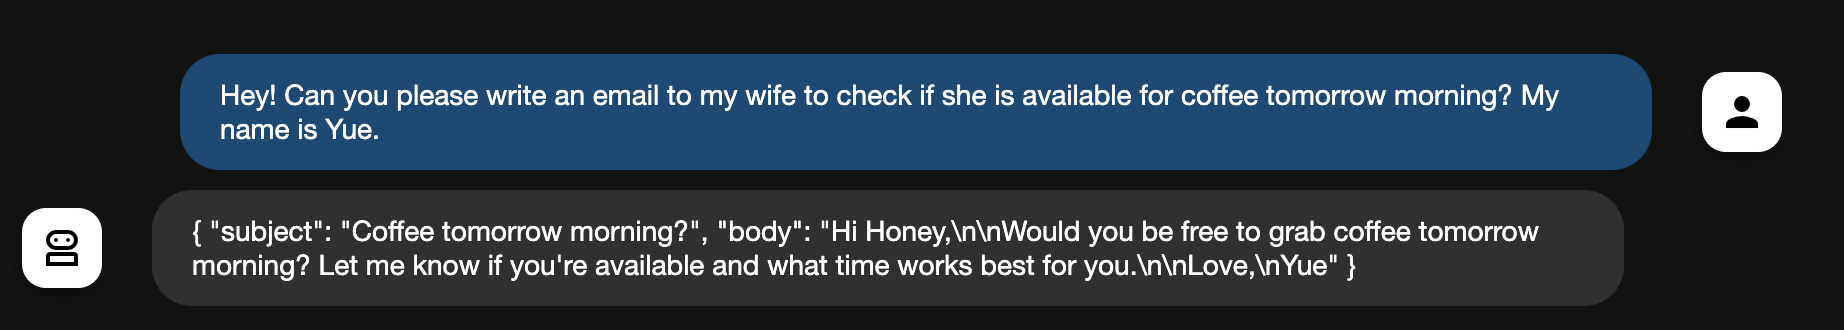 Hey! Can you please write an email to my wife to check if she is available for coffee tomorrow morning? My
name is Yue.
{ "subject": "Coffee tomorrow morning?", "body": "Hi Honey,\n\nWould you be free to grab coffee tomorrow
morning? Let me know if you're available and what time works best for you.\n\nLove,\nYue" }